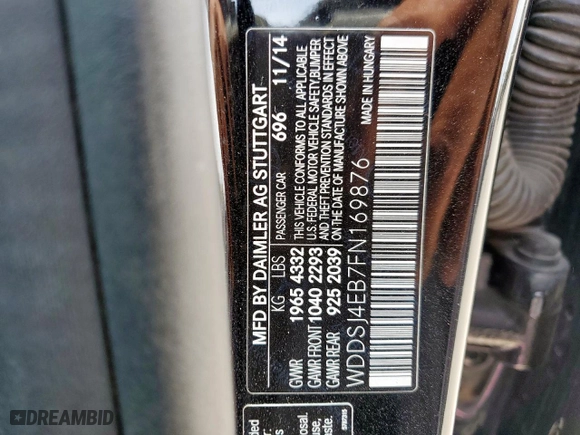 MFD BY DAIMLER AG STUTTGART
KG LBS PASSENGER CAR 696 11/14
GVWR 1965 4332 THIS VEHICLE CONFORMS TO ALL APPLICABLE
GAWR FRONT 1040 2293 U.S. FEDERAL MOTOR VEHICLE SAFETY, BUMPER
GAWR REAR 925 2039 AND THEFT PREVENTION STANDARDS IN EFFECT
ON THE DATE OF MANUFACTURE SHOWN ABOVE
WDDSJ4EB7FN169876 MADE IN HUNGARY
DREAMBID